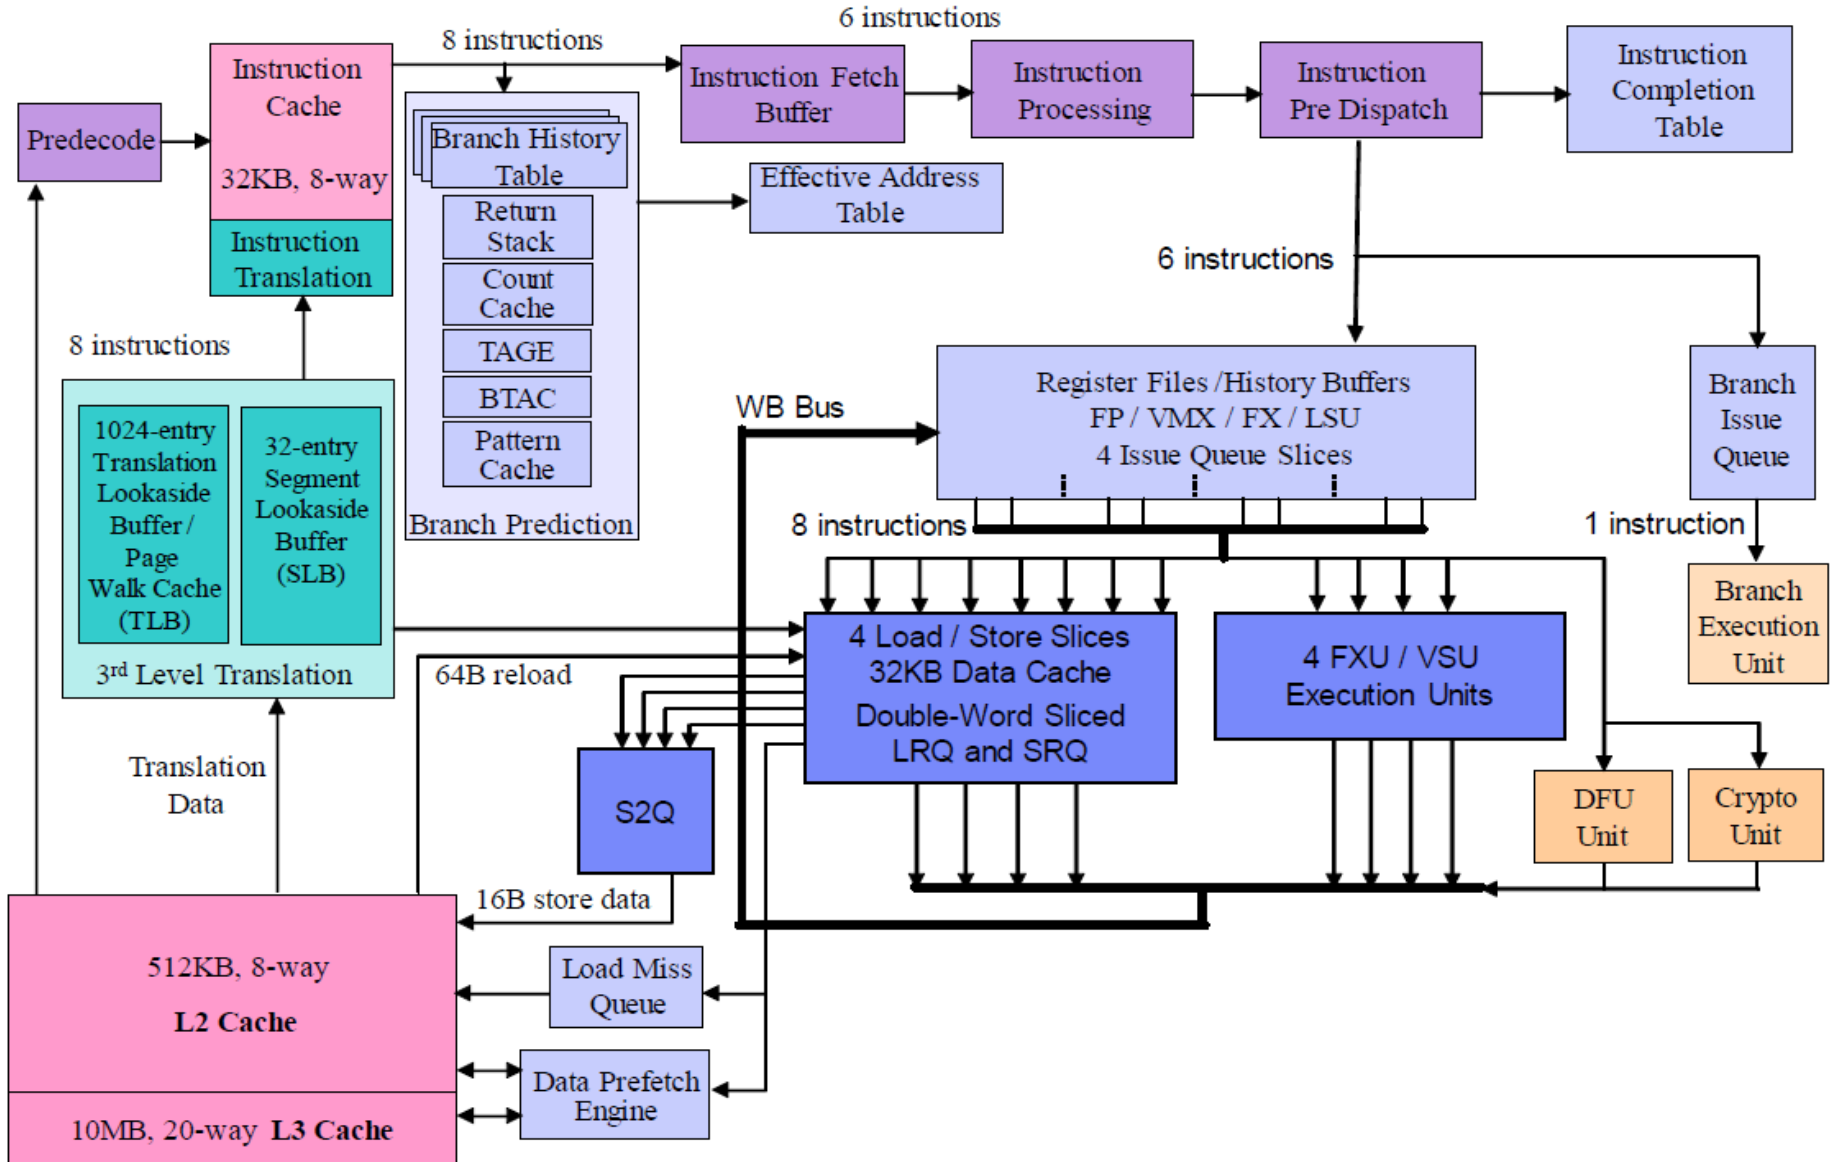 6 instructions
8 instructions
Instruction
Cache
32KB, 8-way
Instruction
Translation
Predecode
Instruction Fetch
Buffer
Instruction
Processing
Instruction
Pre Dispatch
Instruction
Completion
Table
Branch History
Table
Return
Stack
Count
Cache
TAGE
BTAC
Pattern
Cache
Branch Prediction
Effective Address
Table
6 instructions
8 instructions
1024-entry
Translation
Lookaside
Buffer /
Page
Walk Cache
(TLB)
32-entry
Segment
Lookaside
Buffer
(SLB)
3rd Level Translation
WB Bus
Register Files /History Buffers
FP / VMX / FX / LSU
4 Issue Queue Slices
Branch
Issue
Queue
8 instructions
1 instruction
Branch
Execution
Unit
64B reload
4 Load / Store Slices
32KB Data Cache
Double-Word Sliced
LRQ and SRQ
4 FXU / VSU
Execution Units
Translation
Data
S2Q
DFU
Unit
Crypto
Unit
16B store data
512KB, 8-way
L2 Cache
Load Miss
Queue
Data Prefetch
Engine
10MB, 20-way L3 Cache